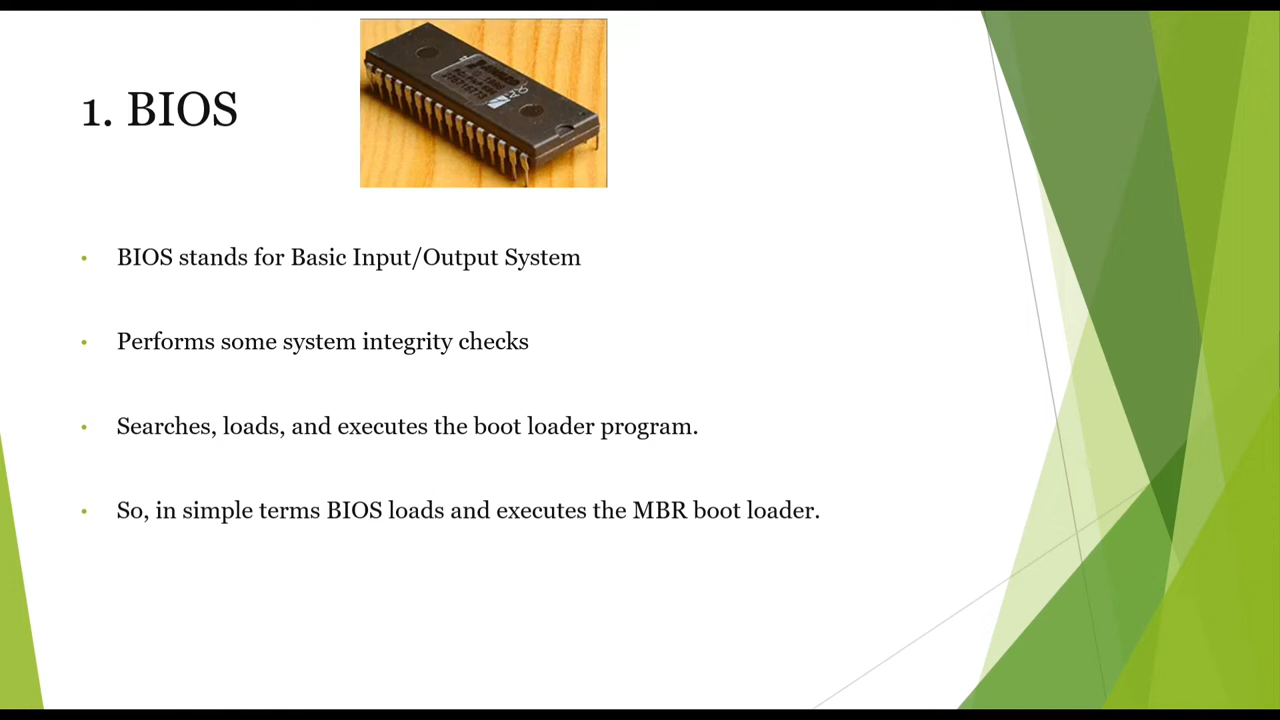 1. BIOS
• BIOS stands for Basic Input/Output System
• Performs some system integrity checks
• Searches, loads, and executes the boot loader program.
• So, in simple terms BIOS loads and executes the MBR boot loader.